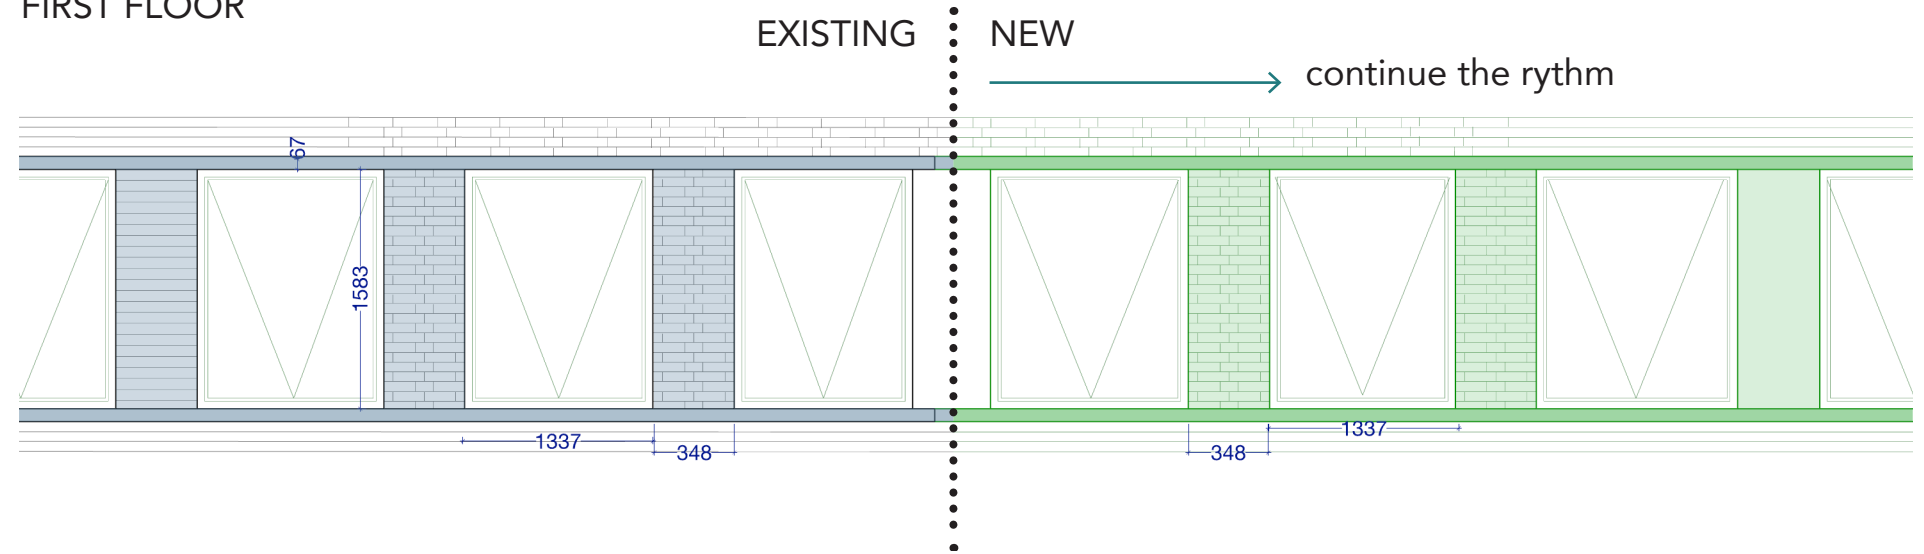 FIRST FLOOR
EXISTING
NEW
continue the rythm
67
1583
1337
348
348
1337